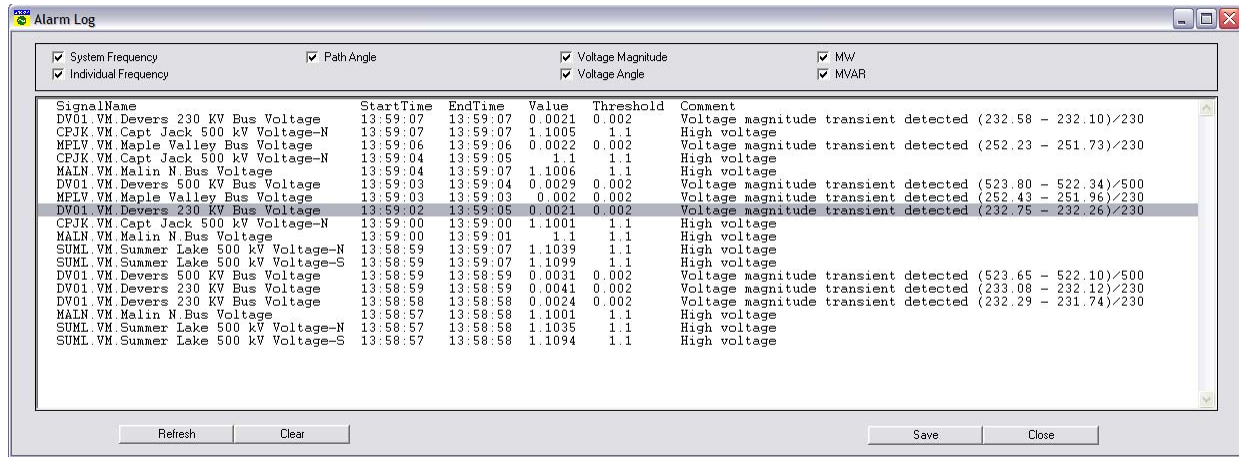 Alarm Log
System Frequency Path Angle Voltage Magnitude MW
Individual Frequency Voltage Angle MVAR
SignalName StartTime EndTime Value Threshold Comment
DV01.VM.Devers 230 KV Bus Voltage 13:59:07 13:59:07 0.0021 0.002 Voltage magnitude transient detected (232.58 - 232.10)/230
CPJK.VM.Capt Jack 500 kV Voltage-N 13:59:07 13:59:07 1.1005 1.1 High voltage
MPLV.VM.Maple Valley Bus Voltage 13:59:06 13:59:06 0.0022 0.002 Voltage magnitude transient detected (252.23 - 251.73)/230
CPJK.VM.Capt Jack 500 kV Voltage-N 13:59:04 13:59:05 1.1 1.1 High voltage
MALN.VM.Malin N.Bus Voltage 13:59:04 13:59:07 1.1006 1.1 High voltage
DV01.VM.Devers 500 KV Bus Voltage 13:59:03 13:59:04 0.0029 0.002 Voltage magnitude transient detected (523.80 - 522.34)/500
MPLV.VM.Maple Valley Bus Voltage 13:59:03 13:59:03 0.002 0.002 Voltage magnitude transient detected (252.43 - 251.96)/230
DV01.VM.Devers 230 KV Bus Voltage 13:59:02 13:59:05 0.0021 0.002 Voltage magnitude transient detected (232.75 - 232.26)/230
CPJK.VM.Capt Jack 500 kV Voltage-N 13:59:00 13:59:00 1.1001 1.1 High voltage
MALN.VM.Malin N.Bus Voltage 13:59:00 13:59:01 1.1 1.1 High voltage
SUML.VM.Summer Lake 500 kV Voltage-N 13:58:59 13:59:07 1.1039 1.1 High voltage
SUML.VM.Summer Lake 500 kV Voltage-S 13:58:59 13:59:07 1.1099 1.1 High voltage
DV01.VM.Devers 500 KV Bus Voltage 13:58:59 13:58:59 0.0031 0.002 Voltage magnitude transient detected (523.65 - 522.10)/500
DV01.VM.Devers 230 KV Bus Voltage 13:58:59 13:58:59 0.0041 0.002 Voltage magnitude transient detected (233.08 - 232.12)/230
DV01.VM.Devers 230 KV Bus Voltage 13:58:58 13:58:58 0.0024 0.002 Voltage magnitude transient detected (232.29 - 231.74)/230
MALN.VM.Malin N.Bus Voltage 13:58:57 13:58:58 1.1001 1.1 High voltage
SUML.VM.Summer Lake 500 kV Voltage-N 13:58:57 13:58:58 1.1035 1.1 High voltage
SUML.VM.Summer Lake 500 kV Voltage-S 13:58:57 13:58:58 1.1094 1.1 High voltage
Refresh Clear Save Close